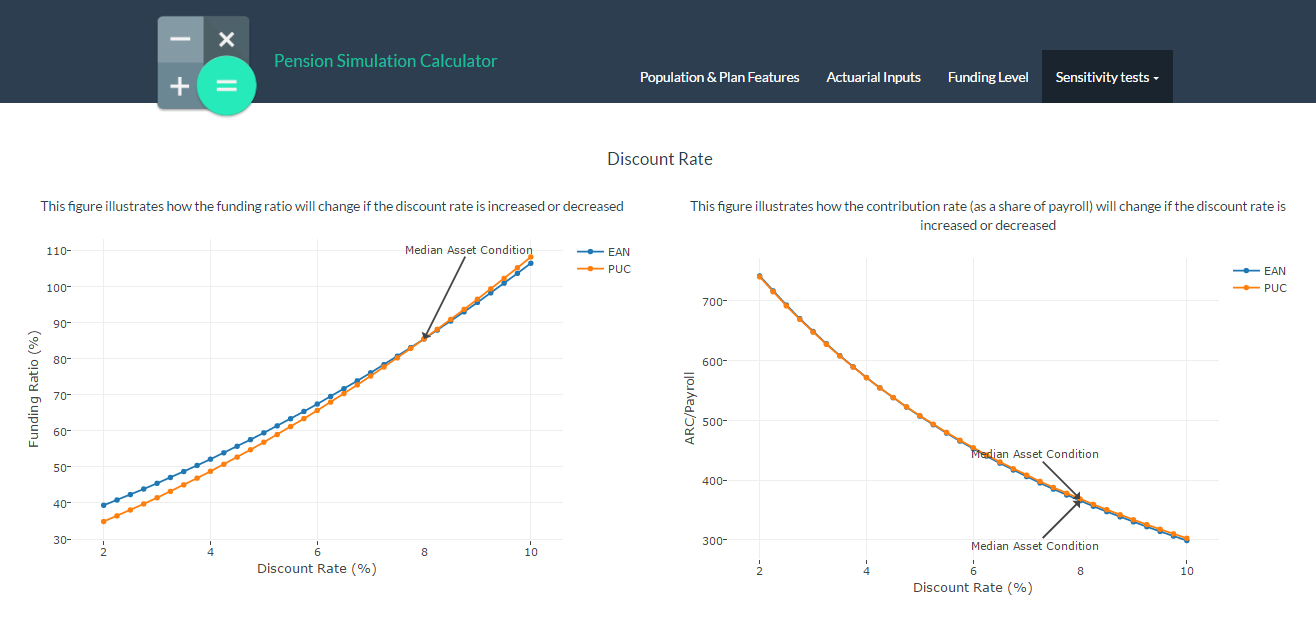 Pension Simulation Calculator
Population & Plan Features
Actuarial Inputs
Funding Level
Sensitivity tests
Discount Rate
This figure illustrates how the funding ratio will change if the discount rate is increased or decreased
110
100
90
80
70
60
50
40
30
Funding Ratio (%)
Median Asset Condition
EAN
PUC
2
4
6
8
10
Discount Rate (%)
This figure illustrates how the contribution rate (as a share of payroll) will change if the discount rate is
increased or decreased
700
600
500
400
300
ARC/Payroll
EAN
PUC
Median Asset Condition
Median Asset Condition
2
4
6
8
10
Discount Rate (%)